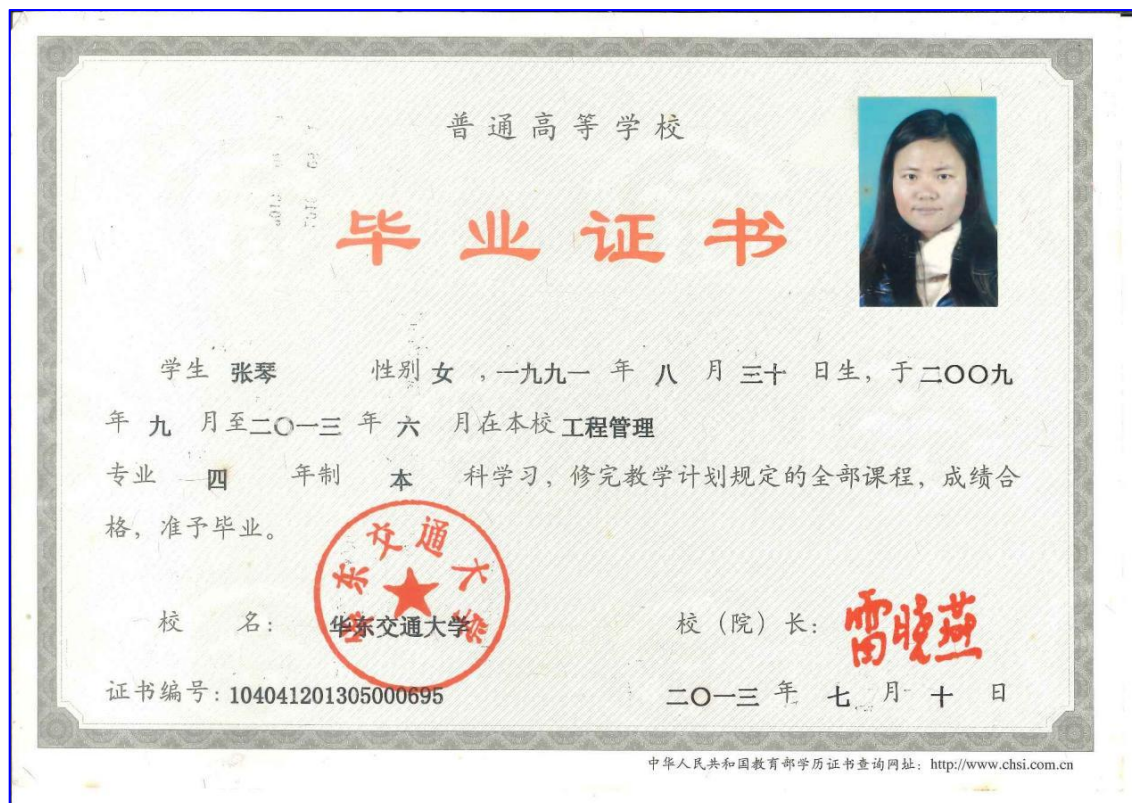 普通高等学校
毕业证书
学生 张琴 性别 女 ，一九九一 年 八 月 三十 日生，于二〇〇九
年 九 月至二〇一三 年 六 月在本校 工程管理
专业 四 年制 本 科学习，修完教学计划规定的全部课程，成绩合
格，准予毕业。
华东交通大学
校 名： 华东交通大学 校（院）长： 雷晓燕
证书编号：104041201305000695 二〇一三 年 七 月 十 日
中华人民共和国教育部学历证书查询网址：http://www.chsi.com.cn